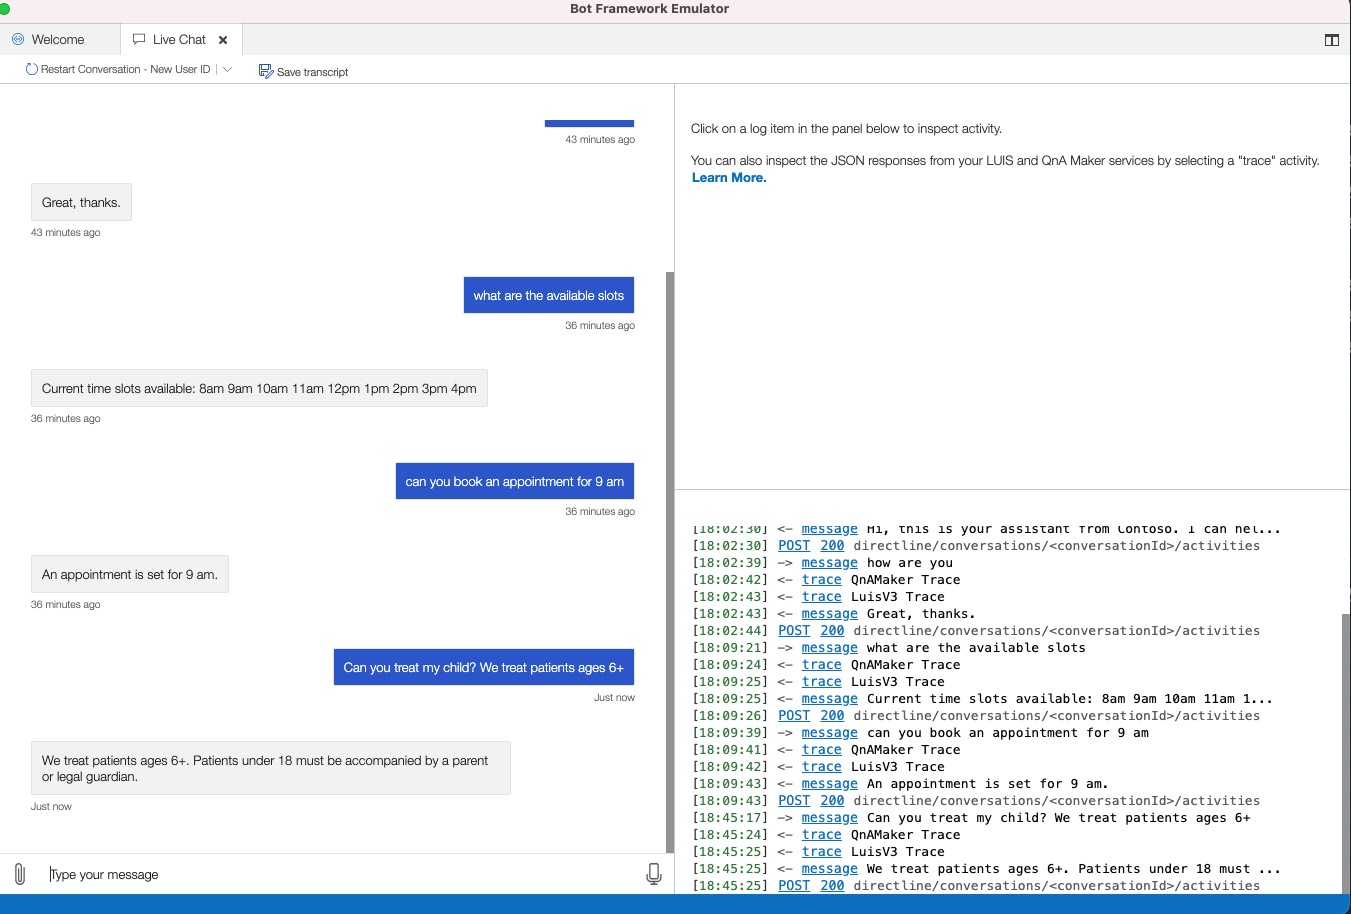 Bot Framework Emulator
Welcome
Live Chat
Restart Conversation - New User ID
Save transcript
43 minutes ago
Great, thanks.
43 minutes ago
what are the available slots
36 minutes ago
Current time slots available: 8am 9am 10am 11am 12pm 1pm 2pm 3pm 4pm
36 minutes ago
can you book an appointment for 9 am
36 minutes ago
An appointment is set for 9 am.
36 minutes ago
Can you treat my child? We treat patients ages 6+
Just now
We treat patients ages 6+. Patients under 18 must be accompanied by a parent
or legal guardian.
Just now
Type your message
Click on a log item in the panel below to inspect activity.
You can also inspect the JSON responses from your LUIS and QnA Maker services by selecting a "trace" activity.
Learn More.
[18:02:30] <- message Hi, this is your assistant from Contoso. I can hel...
[18:02:30] POST 200 directline/conversations/<conversationId>/activities
[18:02:39] -> message how are you
[18:02:42] <- trace QnAMaker Trace
[18:02:43] <- trace LuisV3 Trace
[18:02:43] <- message Great, thanks.
[18:02:44] POST 200 directline/conversations/<conversationId>/activities
[18:09:21] -> message what are the available slots
[18:09:24] <- trace QnAMaker Trace
[18:09:25] <- trace LuisV3 Trace
[18:09:25] <- message Current time slots available: 8am 9am 10am 11am 1...
[18:09:26] POST 200 directline/conversations/<conversationId>/activities
[18:09:39] -> message can you book an appointment for 9 am
[18:09:41] <- trace QnAMaker Trace
[18:09:42] <- trace LuisV3 Trace
[18:09:43] <- message An appointment is set for 9 am.
[18:09:43] POST 200 directline/conversations/<conversationId>/activities
[18:45:17] -> message Can you treat my child? We treat patients ages 6+
[18:45:24] <- trace QnAMaker Trace
[18:45:25] <- trace LuisV3 Trace
[18:45:25] <- message We treat patients ages 6+. Patients under 18 must ...
[18:45:25] POST 200 directline/conversations/<conversationId>/activities